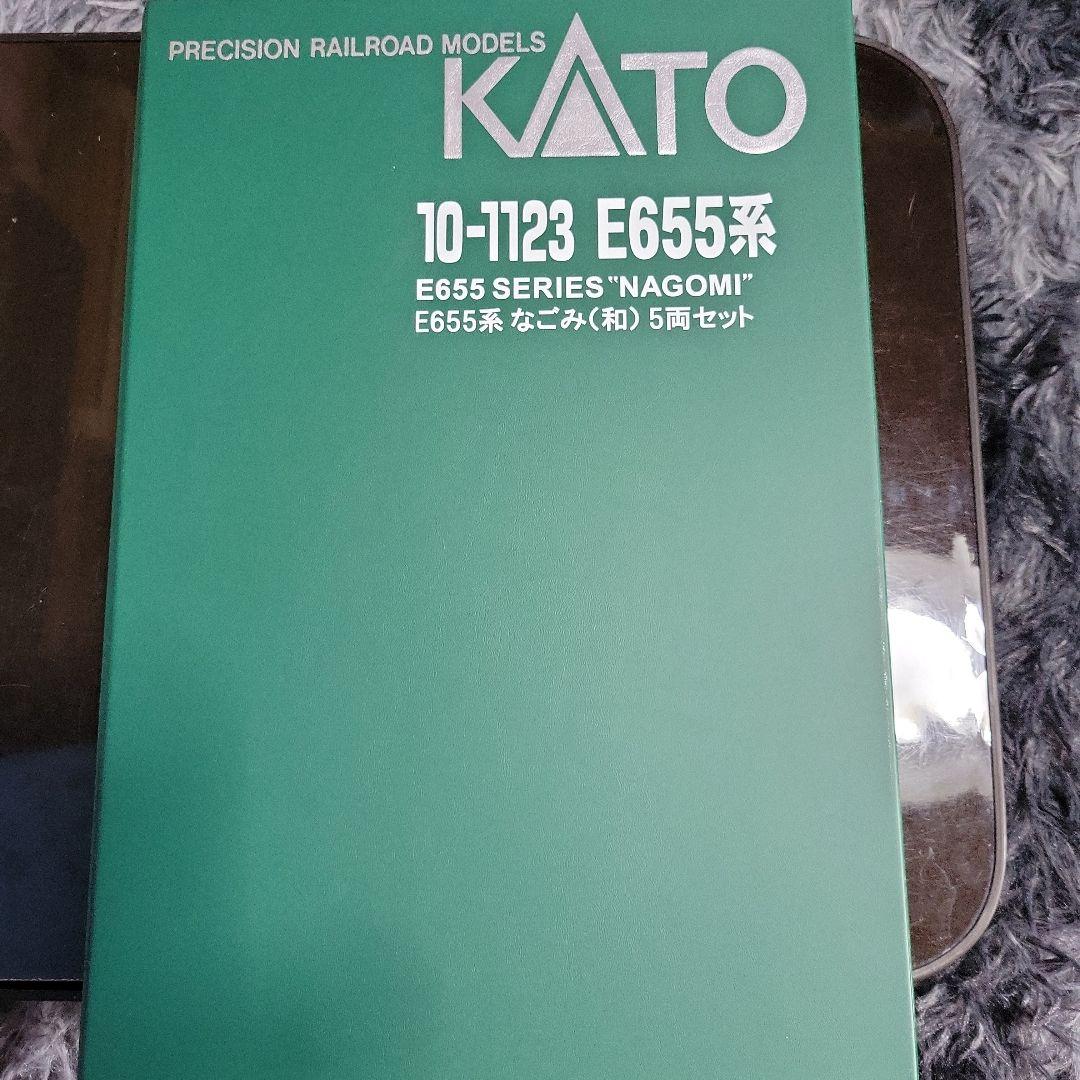 PRECISION RAILROAD MODELS
KATO
10-1123 E655系
E655 SERIES "NAGOMI"
E655系 なごみ(和) 5両セット